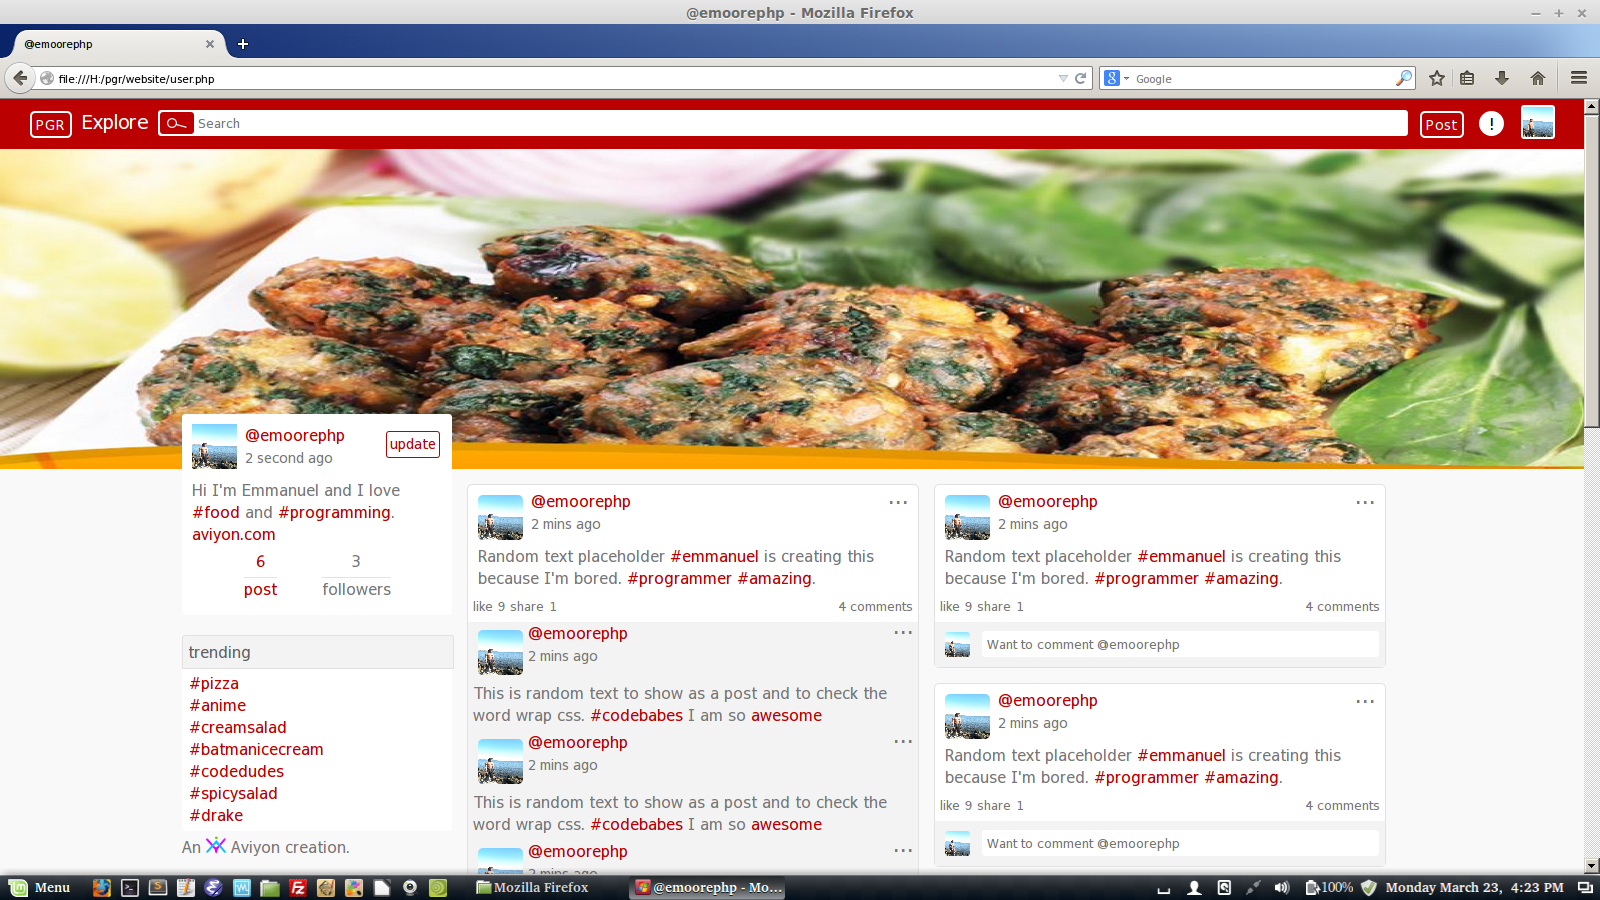 @emoorephp - Mozilla Firefox
@emoorephp
file:///H:/pgr/website/user.php
Google
PGR Explore Search Post !
@emoorephp
2 second ago
update
Hi I'm Emmanuel and I love
#food and #programming.
aviyon.com
6 3
post followers
trending
#pizza
#anime
#creamsalad
#batmanicecream
#codedudes
#spicysalad
#drake
An Aviyon creation.
@emoorephp
2 mins ago
Random text placeholder #emmanuel is creating this
because I'm bored. #programmer #amazing.
like 9 share 1 4 comments
@emoorephp
2 mins ago
This is random text to show as a post and to check the
word wrap css. #codebabes I am so awesome
@emoorephp
2 mins ago
This is random text to show as a post and to check the
word wrap css. #codebabes I am so awesome
@emoorephp
2 mins ago
@emoorephp
2 mins ago
Random text placeholder #emmanuel is creating this
because I'm bored. #programmer #amazing.
like 9 share 1 4 comments
Want to comment @emoorephp
@emoorephp
2 mins ago
Random text placeholder #emmanuel is creating this
because I'm bored. #programmer #amazing.
like 9 share 1 4 comments
Want to comment @emoorephp
Menu Mozilla Firefox @emoorephp - Mo... 100% Monday March 23, 4:23 PM